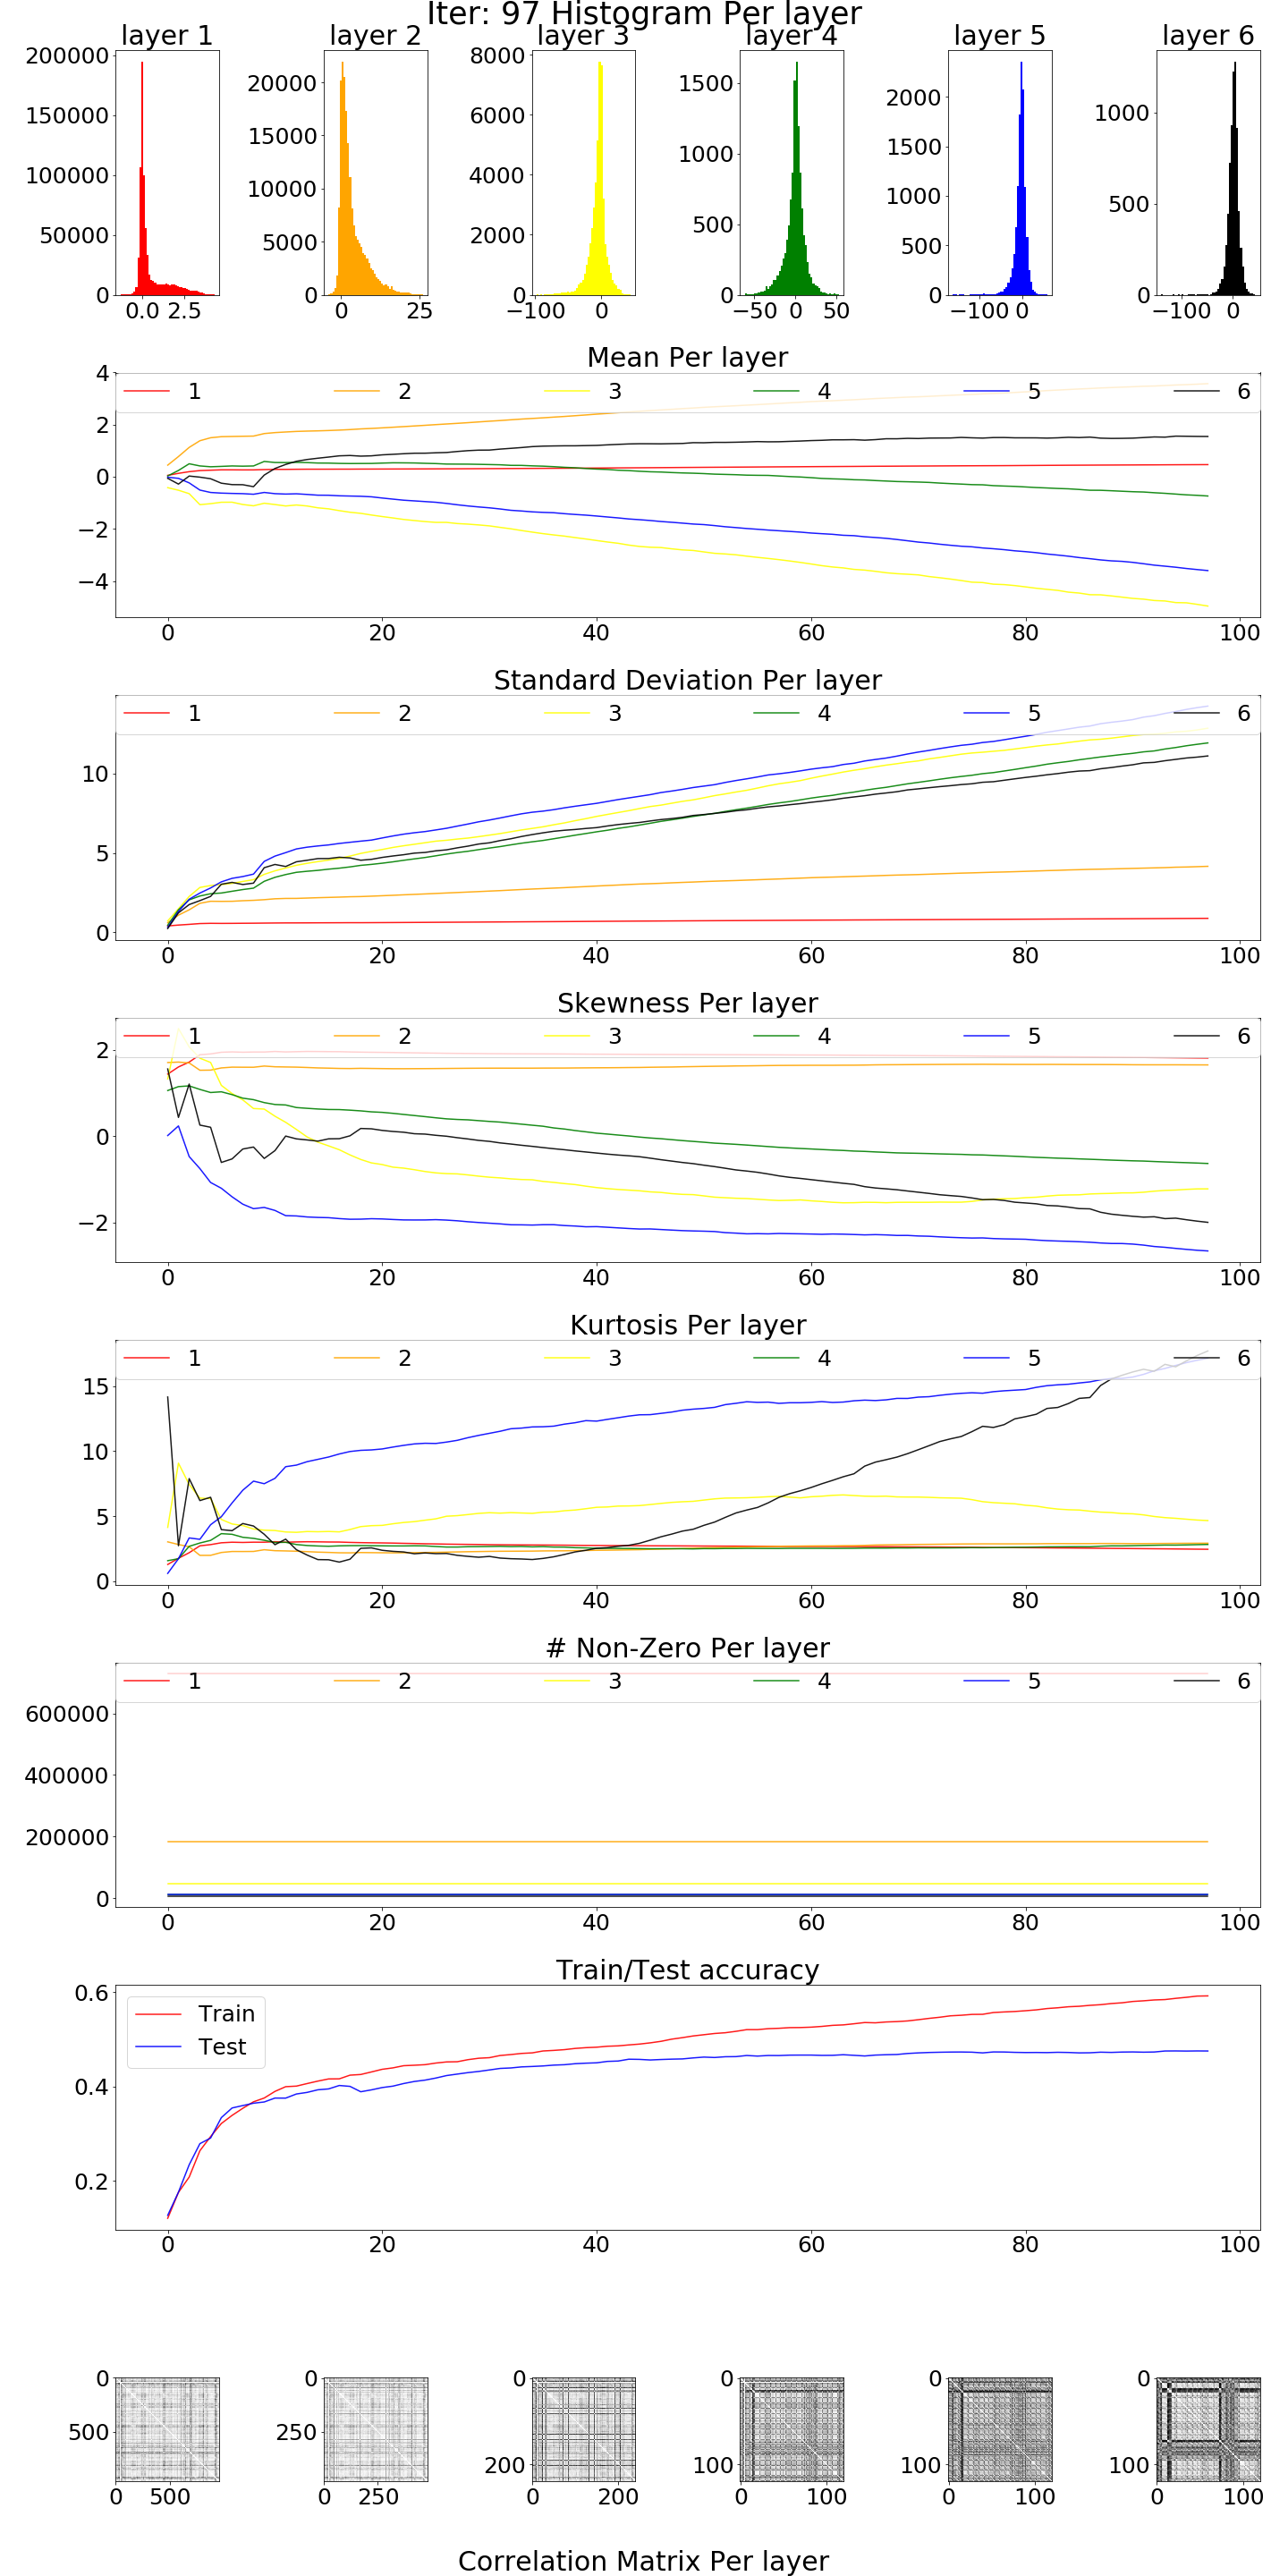 Iter: 97 Histogram Per layer
layer 1 layer 2 layer 3 layer 4 layer 5 layer 6
200000 150000 100000 50000 0
0.0 2.5
20000 15000 10000 5000 0
0 25
8000 6000 4000 2000 0
−100 0
1500 1000 500 0
−50 0 50
2000 1500 1000 500 0
−100 0
1000 500 0
−100 0
Mean Per layer
1 2 3 4 5 6
4
2
0
−2
−4
0 20 40 60 80 100
Standard Deviation Per layer
1 2 3 4 5 6
10
5
0
0 20 40 60 80 100
Skewness Per layer
1 2 3 4 5 6
2
0
−2
0 20 40 60 80 100
Kurtosis Per layer
1 2 3 4 5 6
15
10
5
0
0 20 40 60 80 100
# Non-Zero Per layer
1 2 3 4 5 6
600000
400000
200000
0
0 20 40 60 80 100
Train/Test accuracy
Train
Test
0.6
0.4
0.2
0 20 40 60 80 100
0 0 0 0 0 0
500 250 200 100 100 100
0 500 0 250 0 200 0 100 0 100 0 100
Correlation Matrix Per layer